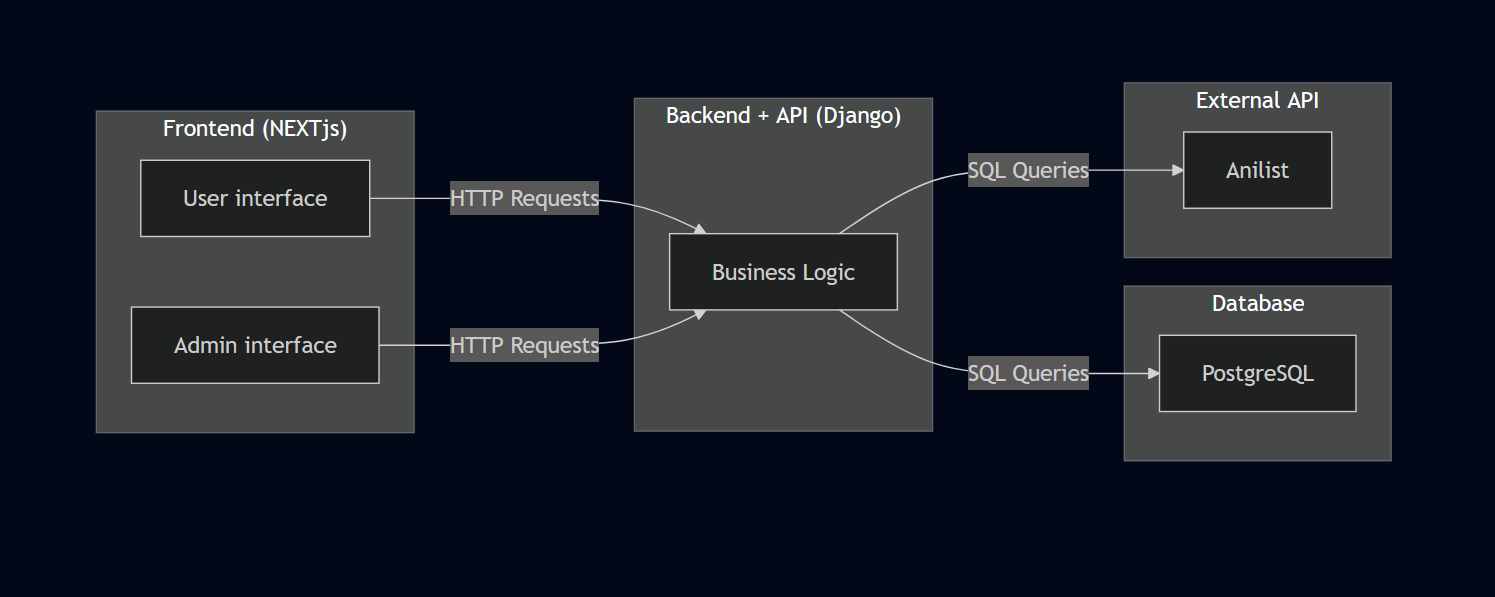 Frontend (NEXTjs)
User interface
Admin interface
HTTP Requests
HTTP Requests
Backend + API (Django)
Business Logic
SQL Queries
SQL Queries
External API
Anilist
Database
PostgreSQL